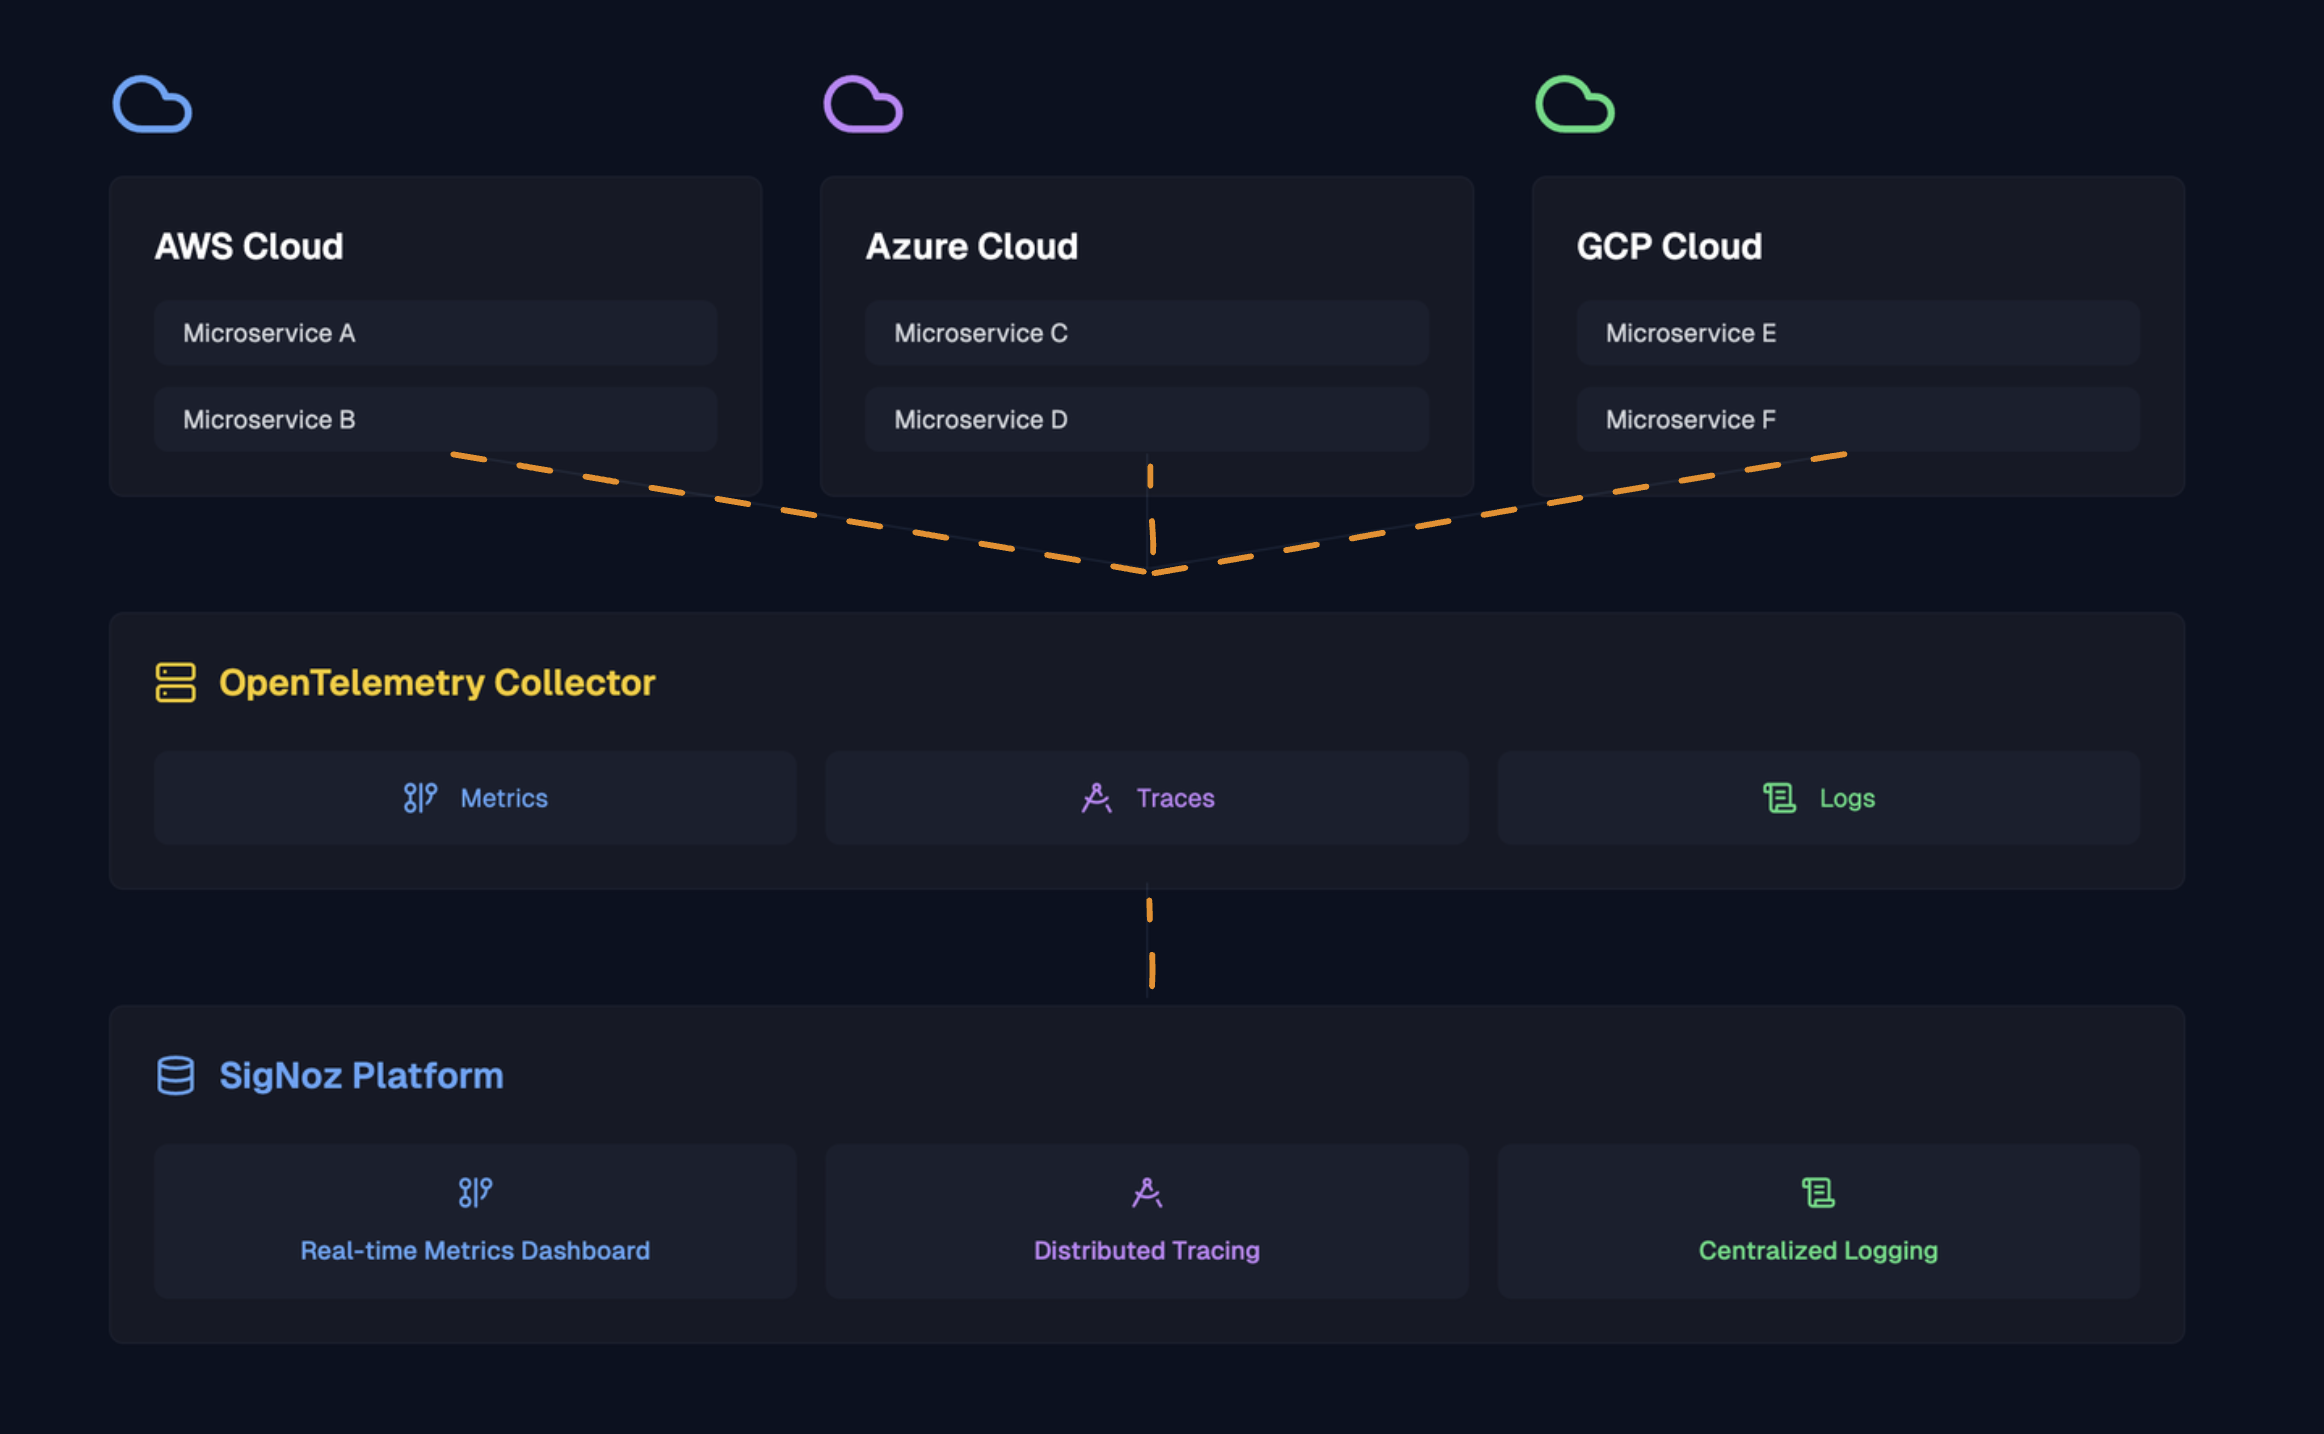 AWS Cloud
Microservice A
Microservice B
Azure Cloud
Microservice C
Microservice D
GCP Cloud
Microservice E
Microservice F
OpenTelemetry Collector
Metrics
Traces
Logs
SigNoz Platform
Real-time Metrics Dashboard
Distributed Tracing
Centralized Logging